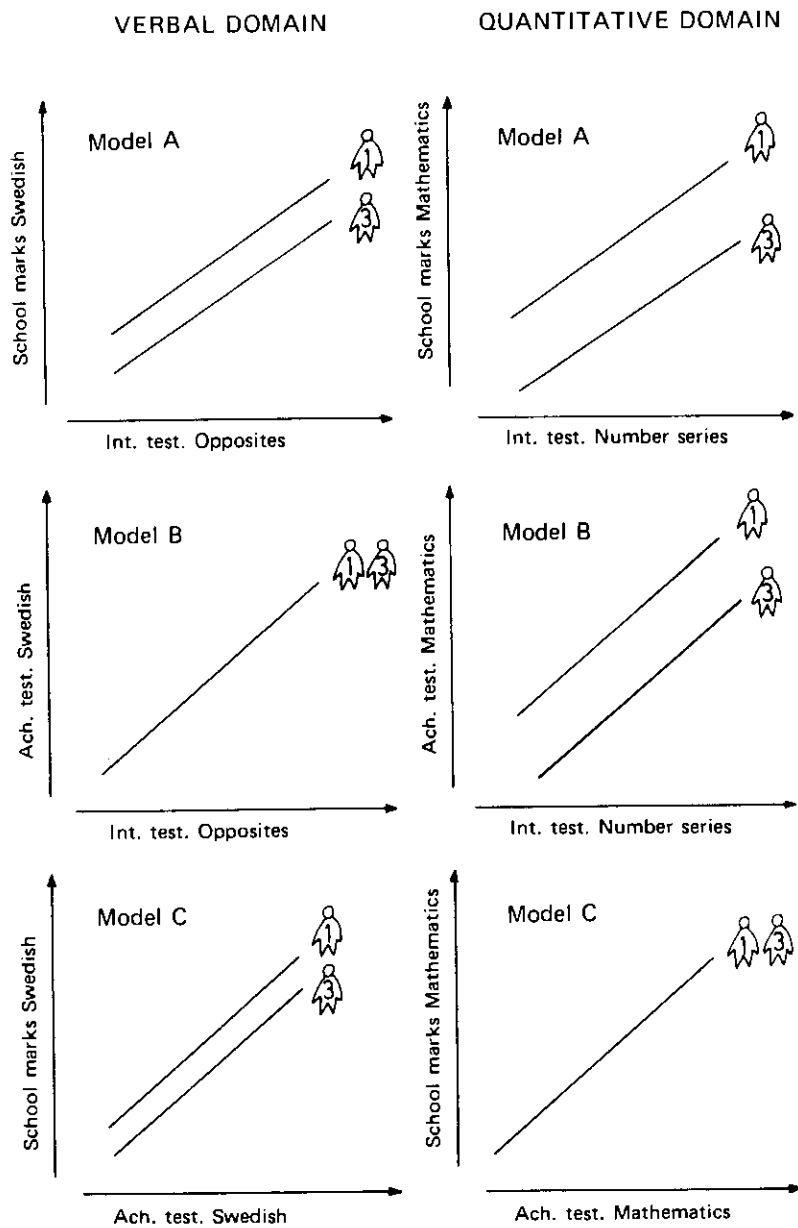 VERBAL DOMAIN
QUANTITATIVE DOMAIN
School marks Swedish
Model A
1
3
Int. test. Opposites
School marks Mathematics
Model A
1
3
Int. test. Number series
Ach. test. Swedish
Model B
1 3
Int. test. Opposites
Ach. test. Mathematics
Model B
1
3
Int. test. Number series
School marks Swedish
Model C
1
3
Ach. test. Swedish
School marks Mathematics
Model C
1 3
Ach. test. Mathematics